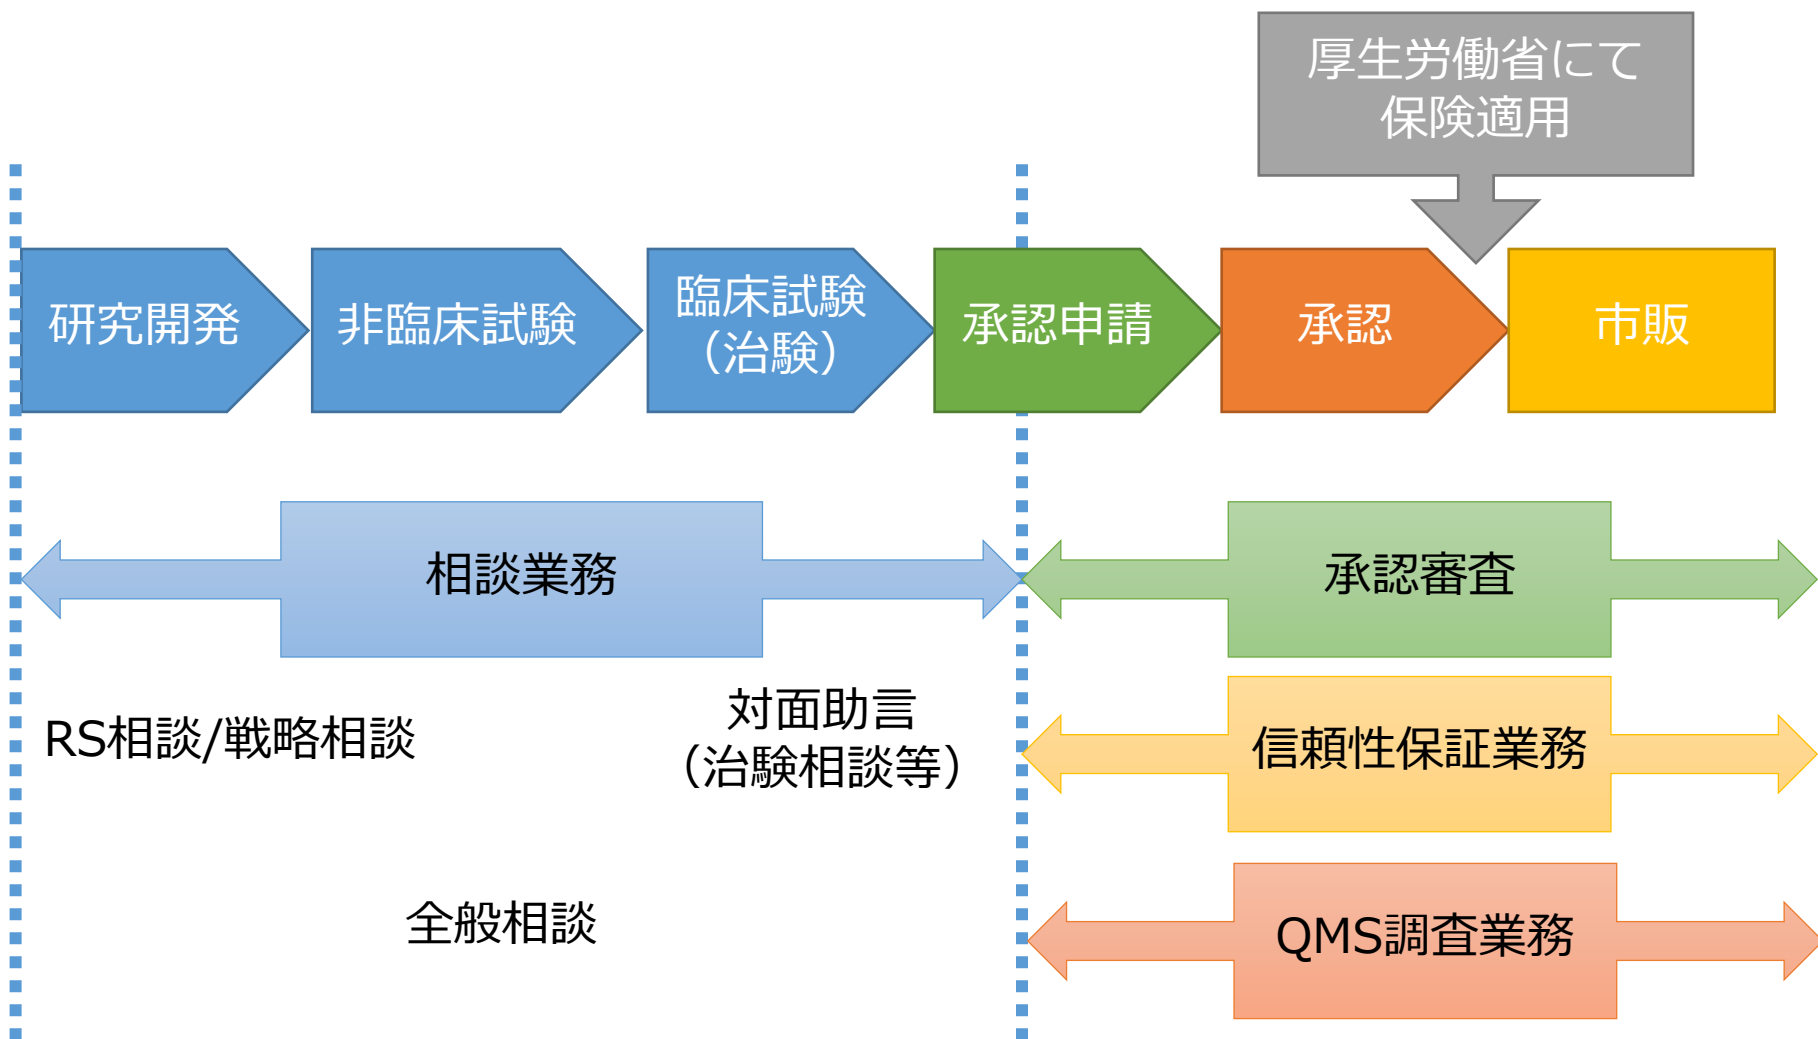 厚生労働省にて
保険適用
研究開発
非臨床試験
臨床試験
（治験）
承認申請
承認
市販
相談業務
承認審査
RS相談/戦略相談
対面助言
（治験相談等）
信頼性保証業務
全般相談
QMS調査業務